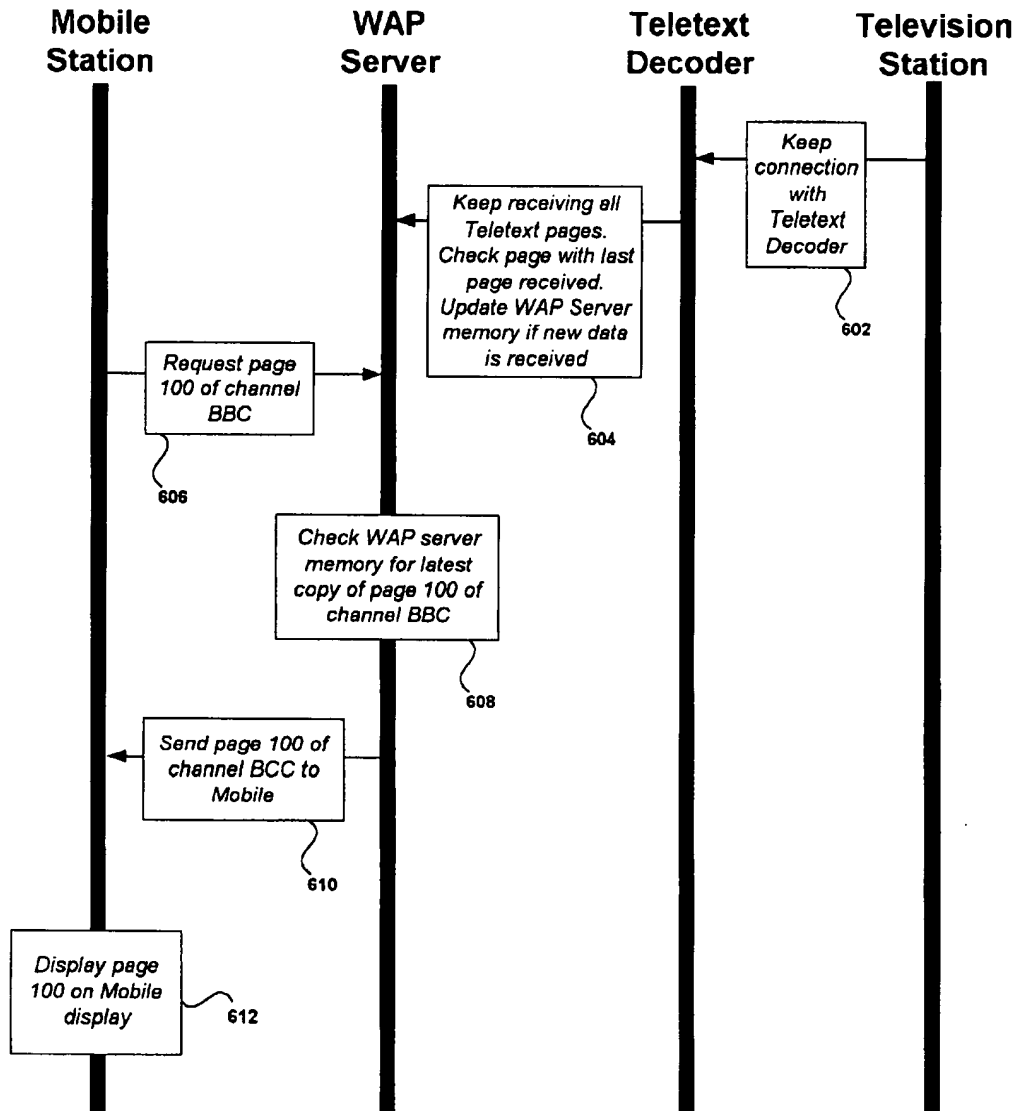 Mobile
Station
WAP
Server
Teletext
Decoder
Television
Station
Keep
connection
with
Teletext
Decoder
602
Keep receiving all
Teletext pages.
Check page with last
page received.
Update WAP Server
memory if new data
is received
604
Request page
100 of channel
BBC
606
Check WAP server
memory for latest
copy of page 100 of
channel BBC
608
Send page 100 of
channel BCC to
Mobile
610
Display page
100 on Mobile
display
612